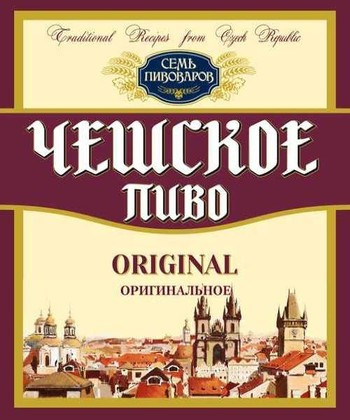 Traditional Recipes from Czech Republic
СЕМЬ
ПИВОВАРОВ
ЧЕШСКОЕ
ПИВО
ORIGINAL
ОРИГИНАЛЬНОЕ